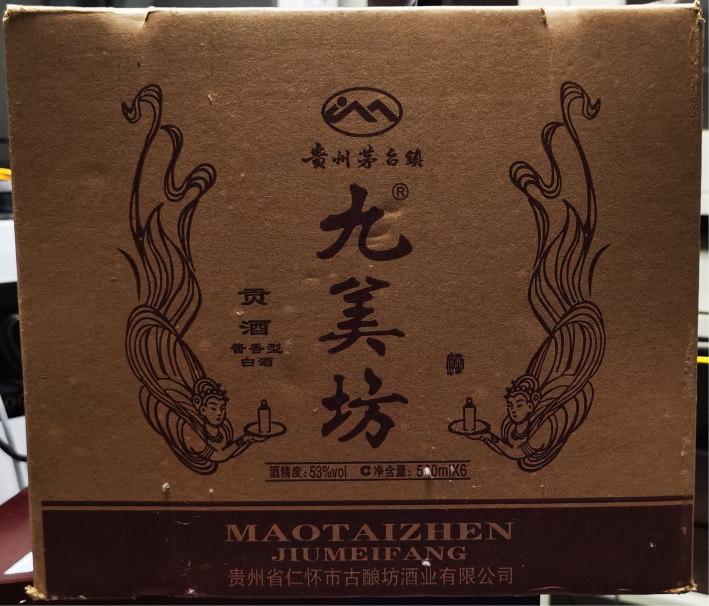 贵州茅台镇
九美坊®
贡酒
酱香型
白酒
酒精度:53%vol C净含量:500mlX6
MAOTAIZHEN
JIUMEIFANG
贵州省仁怀市古酿坊酒业有限公司